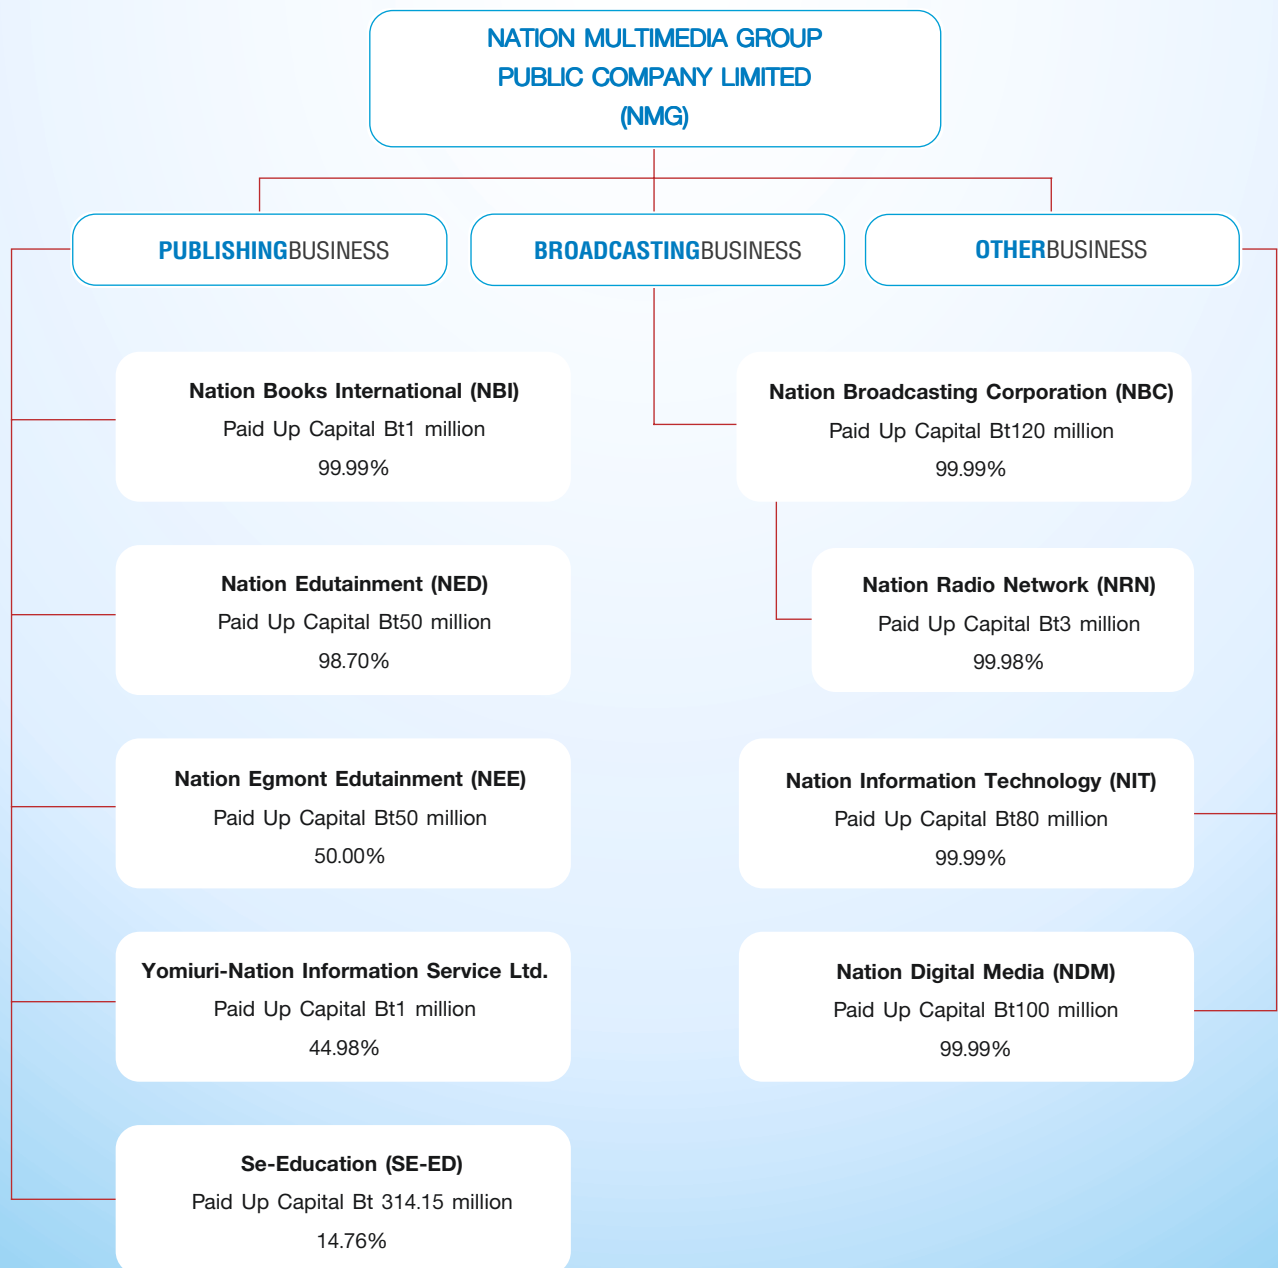 NATION MULTIMEDIA GROUP
PUBLIC COMPANY LIMITED
(NMG)
PUBLISHINGBUSINESS
BROADCASTINGBUSINESS
OTHERBUSINESS
Nation Books International (NBI)
Paid Up Capital Bt1 million
99.99%
Nation Edutainment (NED)
Paid Up Capital Bt50 million
98.70%
Nation Egmont Edutainment (NEE)
Paid Up Capital Bt50 million
50.00%
Yomiuri-Nation Information Service Ltd.
Paid Up Capital Bt1 million
44.98%
Se-Education (SE-ED)
Paid Up Capital Bt 314.15 million
14.76%
Nation Broadcasting Corporation (NBC)
Paid Up Capital Bt120 million
99.99%
Nation Radio Network (NRN)
Paid Up Capital Bt3 million
99.98%
Nation Information Technology (NIT)
Paid Up Capital Bt80 million
99.99%
Nation Digital Media (NDM)
Paid Up Capital Bt100 million
99.99%